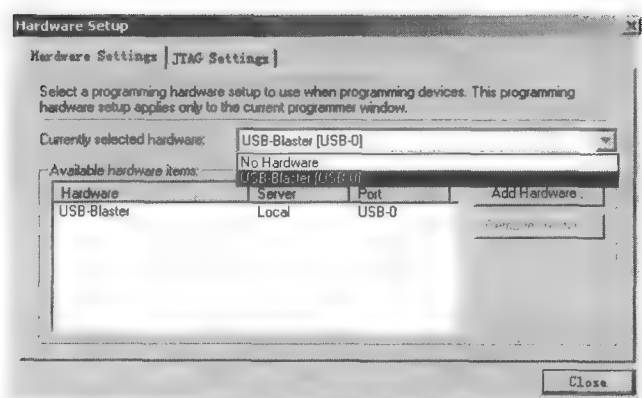 Hardware Setup
Hardware Settings JTAG Settings
Select a programming hardware setup to use when programming devices. This programming
hardware setup applies only to the current programmer window.
Currently selected hardware: USB-Blaster [USB-0]
No Hardware
USB-Blaster [USB-0]
Available hardware items:
Hardware Server Port Add Hardware..
USB-Blaster Local USB-0
Close